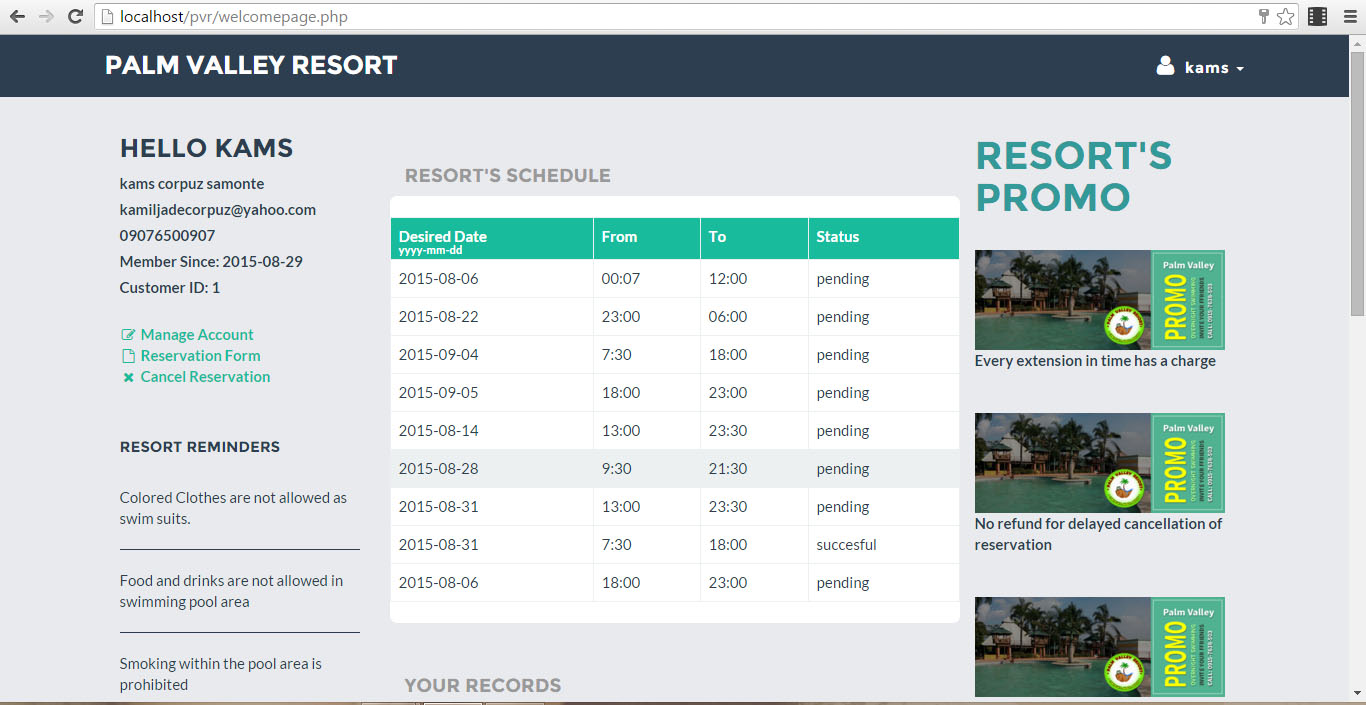 localhost/pvr/welcomepage.php
PALM VALLEY RESORT
kams
HELLO KAMS
kams corpuz samonte
kamiljadecorpuz@yahoo.com
09076500907
Member Since: 2015-08-29
Customer ID: 1
Manage Account
Reservation Form
Cancel Reservation
RESORT REMINDERS
Colored Clothes are not allowed as
swim suits.
Food and drinks are not allowed in
swimming pool area
Smoking within the pool area is
prohibited
RESORT'S SCHEDULE
Desired Date From To Status
yyyy-mm-dd
2015-08-06 00:07 12:00 pending
2015-08-22 23:00 06:00 pending
2015-09-04 7:30 18:00 pending
2015-09-05 18:00 23:00 pending
2015-08-14 13:00 23:30 pending
2015-08-28 9:30 21:30 pending
2015-08-31 13:00 23:30 pending
2015-08-31 7:30 18:00 succesful
2015-08-06 18:00 23:00 pending
YOUR RECORDS
RESORT'S
PROMO
Palm Valley
PROMO
OVERNIGHT SWIMMING
Every extension in time has a charge
Palm Valley
PROMO
OVERNIGHT SWIMMING
No refund for delayed cancellation of
reservation
Palm Valley
PROMO
OVERNIGHT SWIMMING